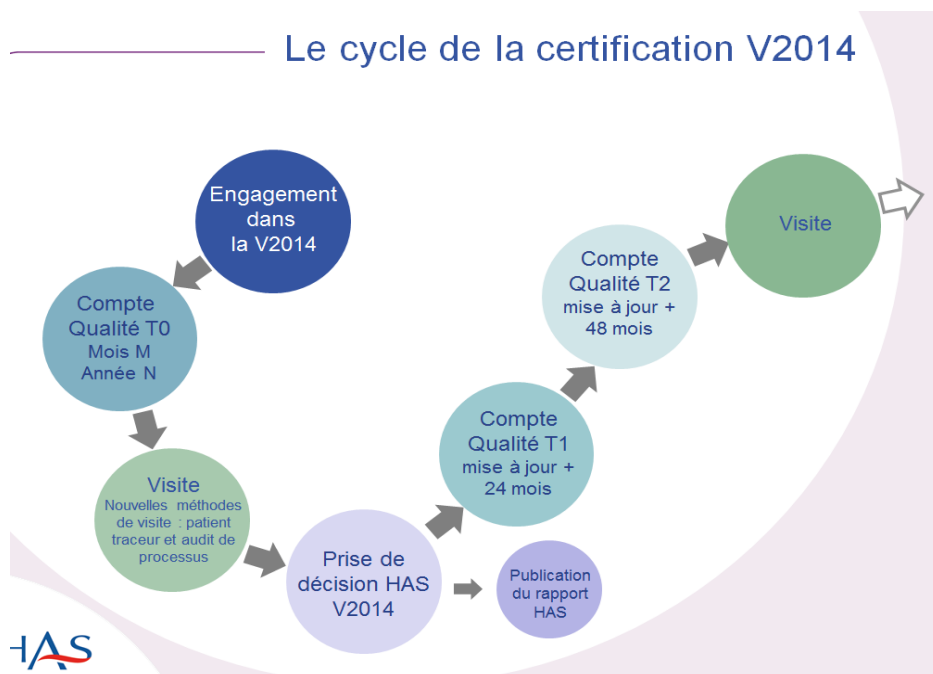 Le cycle de la certification V2014
Engagement
dans
la V2014
Compte
Qualité T0
Mois M
Année N
Visite
Nouvelles méthodes
de visite : patient
traceur et audit de
processus
Prise de
décision HAS
V2014
Publication
du rapport
HAS
Compte
Qualité T1
mise à jour +
24 mois
Compte
Qualité T2
mise à jour +
48 mois
Visite
HAS